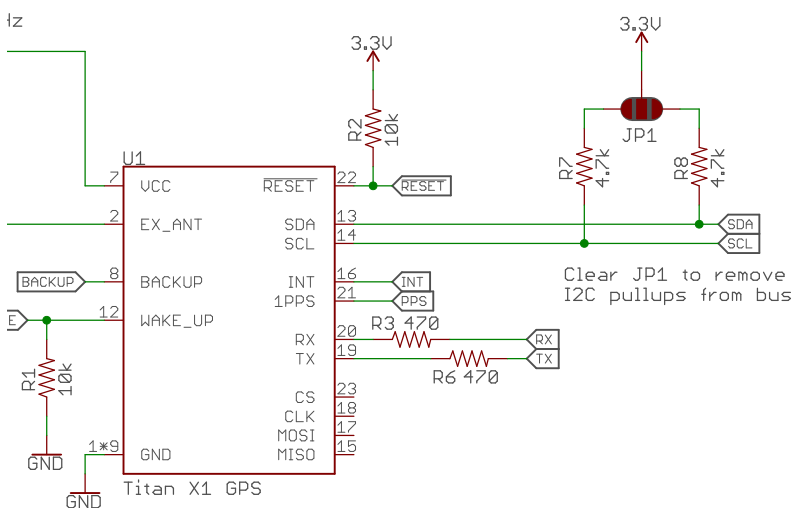 Hz
3.3V
3.3V
R2
10k
JP1
U1
R7
4.7k
R8
4.7k
7
VCC
RESET
22
RESET
2
EX_ANT
SDA
13
SDA
SCL
14
SCL
BACKUP
8
BACKUP
INT
16
INT
1PPS
21
PPS
Clear JP1 to remove
I2C pullups from bus
E
12
WAKE_UP
RX
20
R3 470
RX
TX
19
TX
R6 470
R1
10k
CS
23
CLK
18
MOSI
17
MISO
15
1*9
GND
GND
GND
Titan X1 GPS